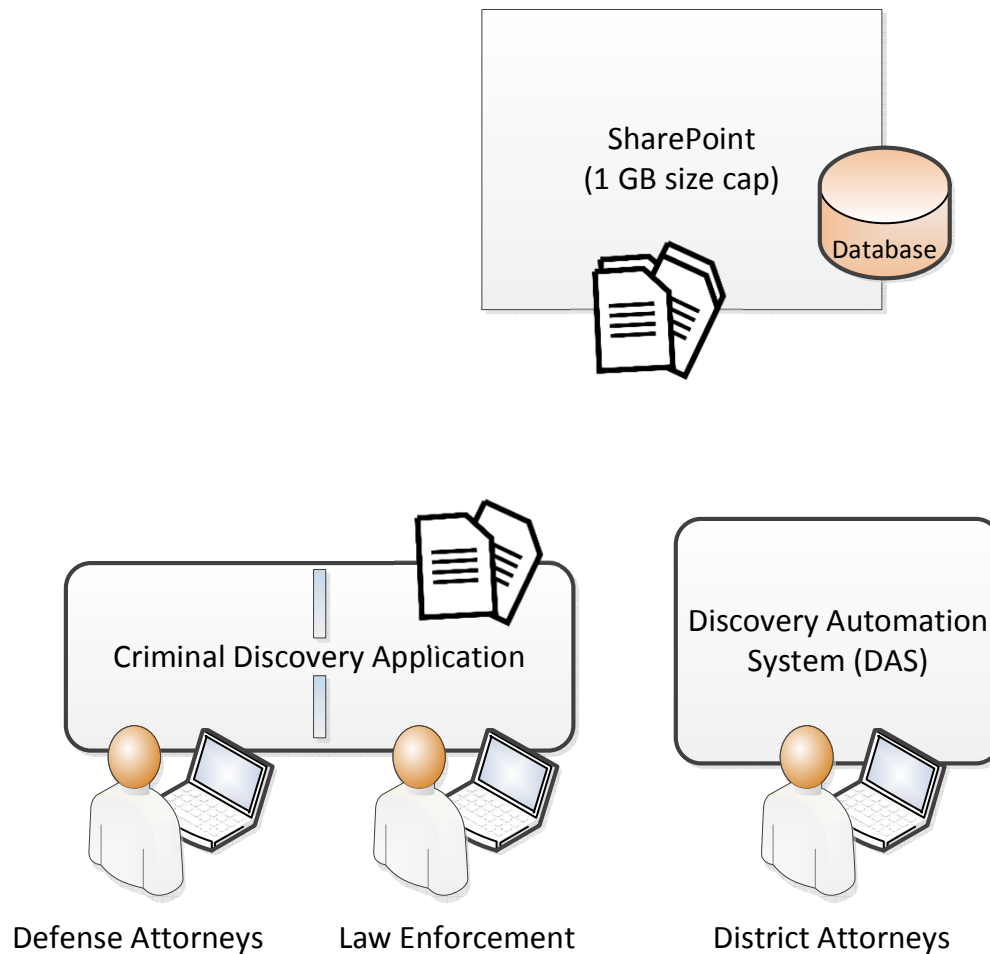 SharePoint
(1 GB size cap)
Database
Criminal Discovery Application
Discovery Automation
System (DAS)
Defense Attorneys
Law Enforcement
District Attorneys